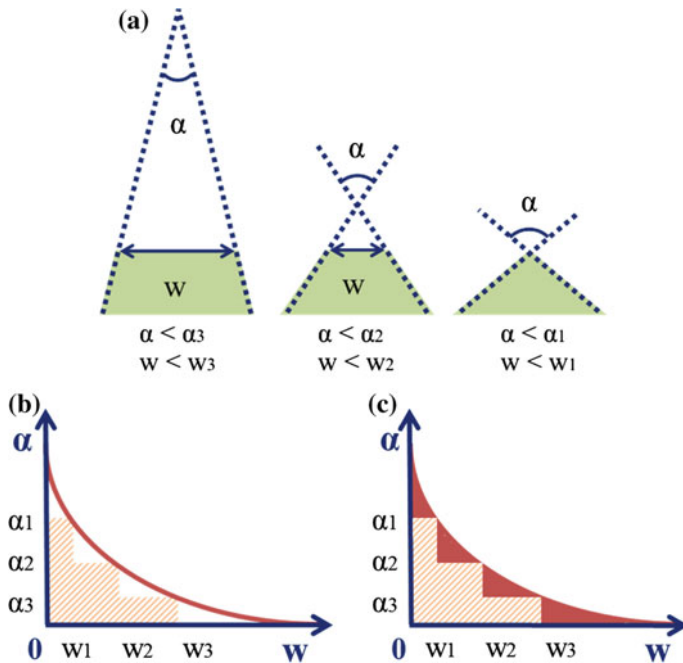 (a)
α
α
α
w
w
α < α3
α < α2
α < α1
w < w3
w < w2
w < w1
(b)
(c)
α
α
α1
α1
α2
α2
α3
α3
0 w1 w2 w3 w
0 w1 w2 w3 w